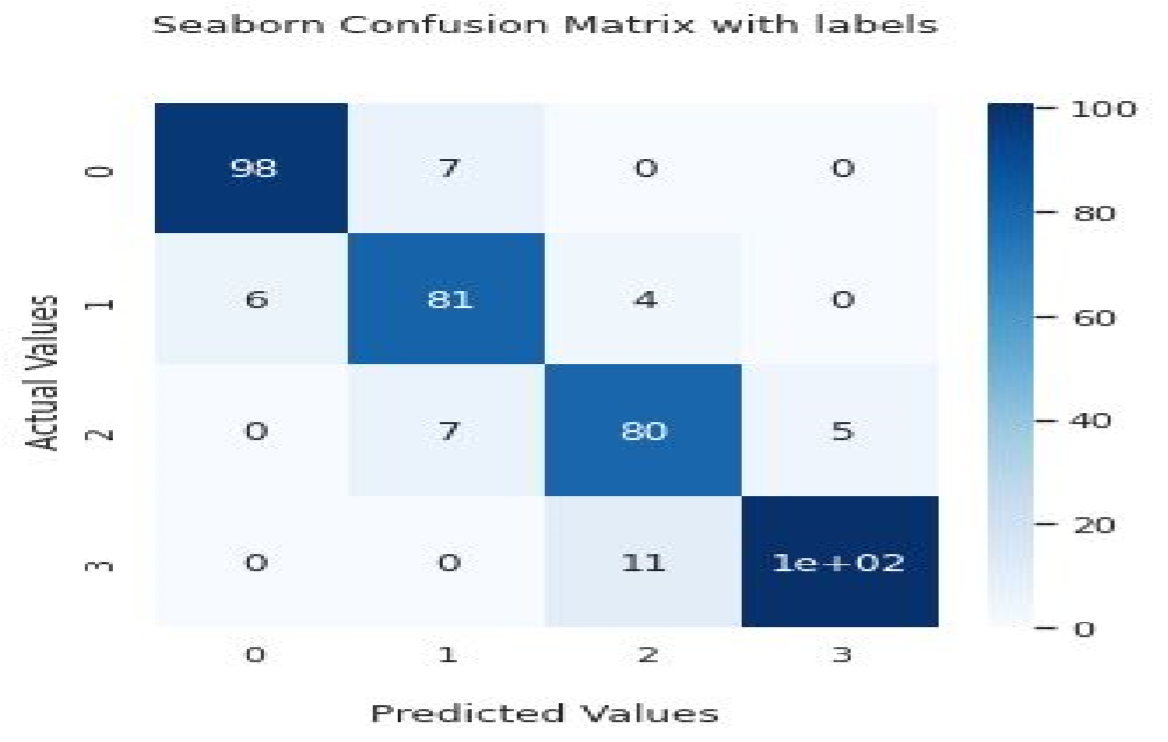 Seaborn Confusion Matrix with labels
0 98 7 0 0
1 6 81 4 0
2 0 7 80 5
3 0 0 11 1e+02
0 1 2 3
Predicted Values
Actual Values
100
80
60
40
20
0